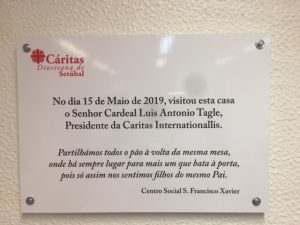 Cáritas
Diocesana de
Setúbal
No dia 15 de Maio de 2019, visitou esta casa
o Senhor Cardeal Luis Antonio Tagle,
Presidente da Caritas Internationallis.
Partilhámos todos o pão à volta da mesma mesa,
onde há sempre lugar para mais um que bata à porta,
pois só assim nos sentimos filhos do mesmo Pai.
Centro Social S. Francisco Xavier